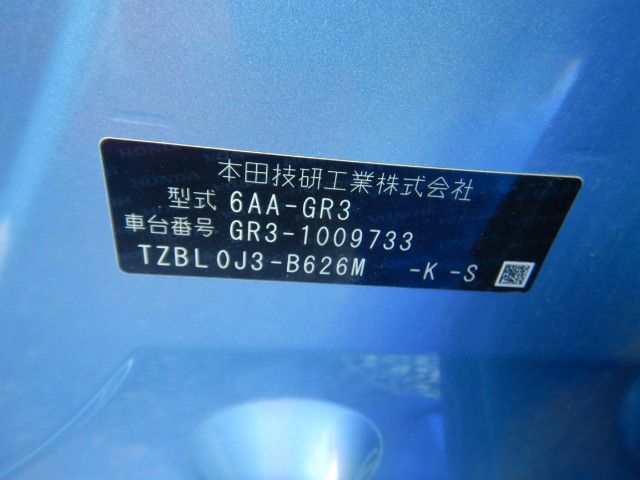 本田技研工業株式会社
型式 6AA-GR3
車台番号 GR3-1009733
TZBL0J3-B626M -K -S